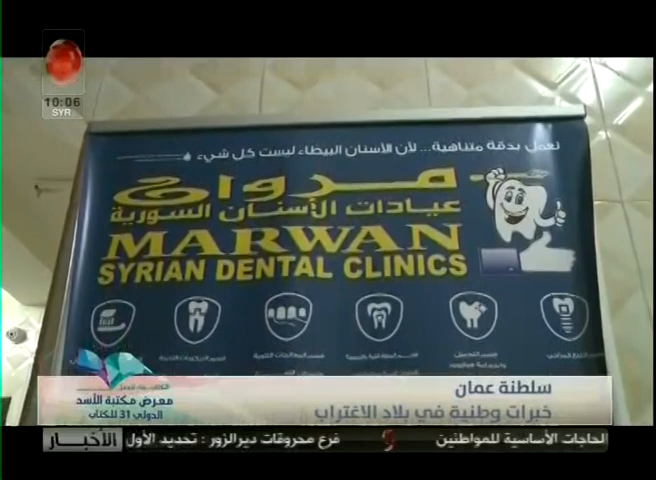 10:06
SYR
نعمل بدقة متناهية... لأن الأسنان البيضاء ليست كل شيء
مروان
عيادات الأسنان السورية
MARWAN
SYRIAN DENTAL CLINICS
معرض مكتبة الأسد
الدولي 31 للكتاب
سلطنة عمان
خبرات وطنية في بلاد الاغتراب
الأخبار
الحاجات الأساسية للمواطنين
فرع محروقات ديرالزور : تحديد الأول